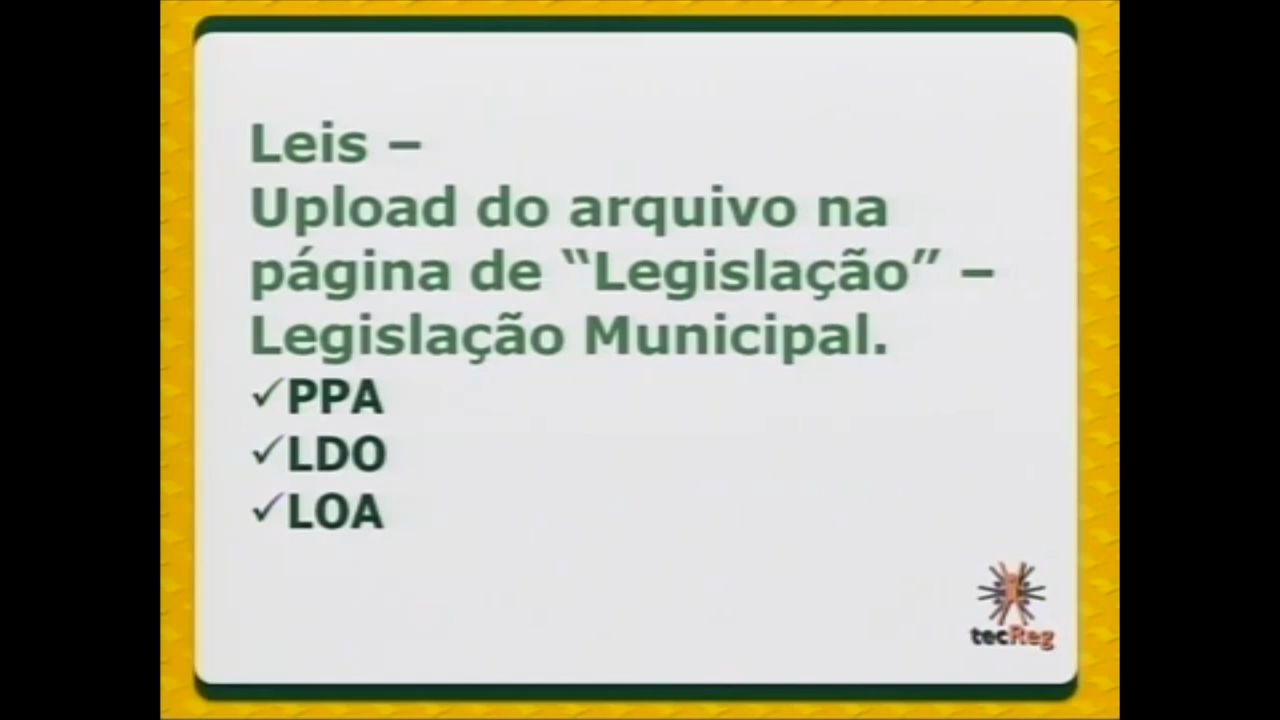 Leis –
Upload do arquivo na
página de “Legislação” –
Legislação Municipal.
✓PPA
✓LDO
✓LOA
tecReg